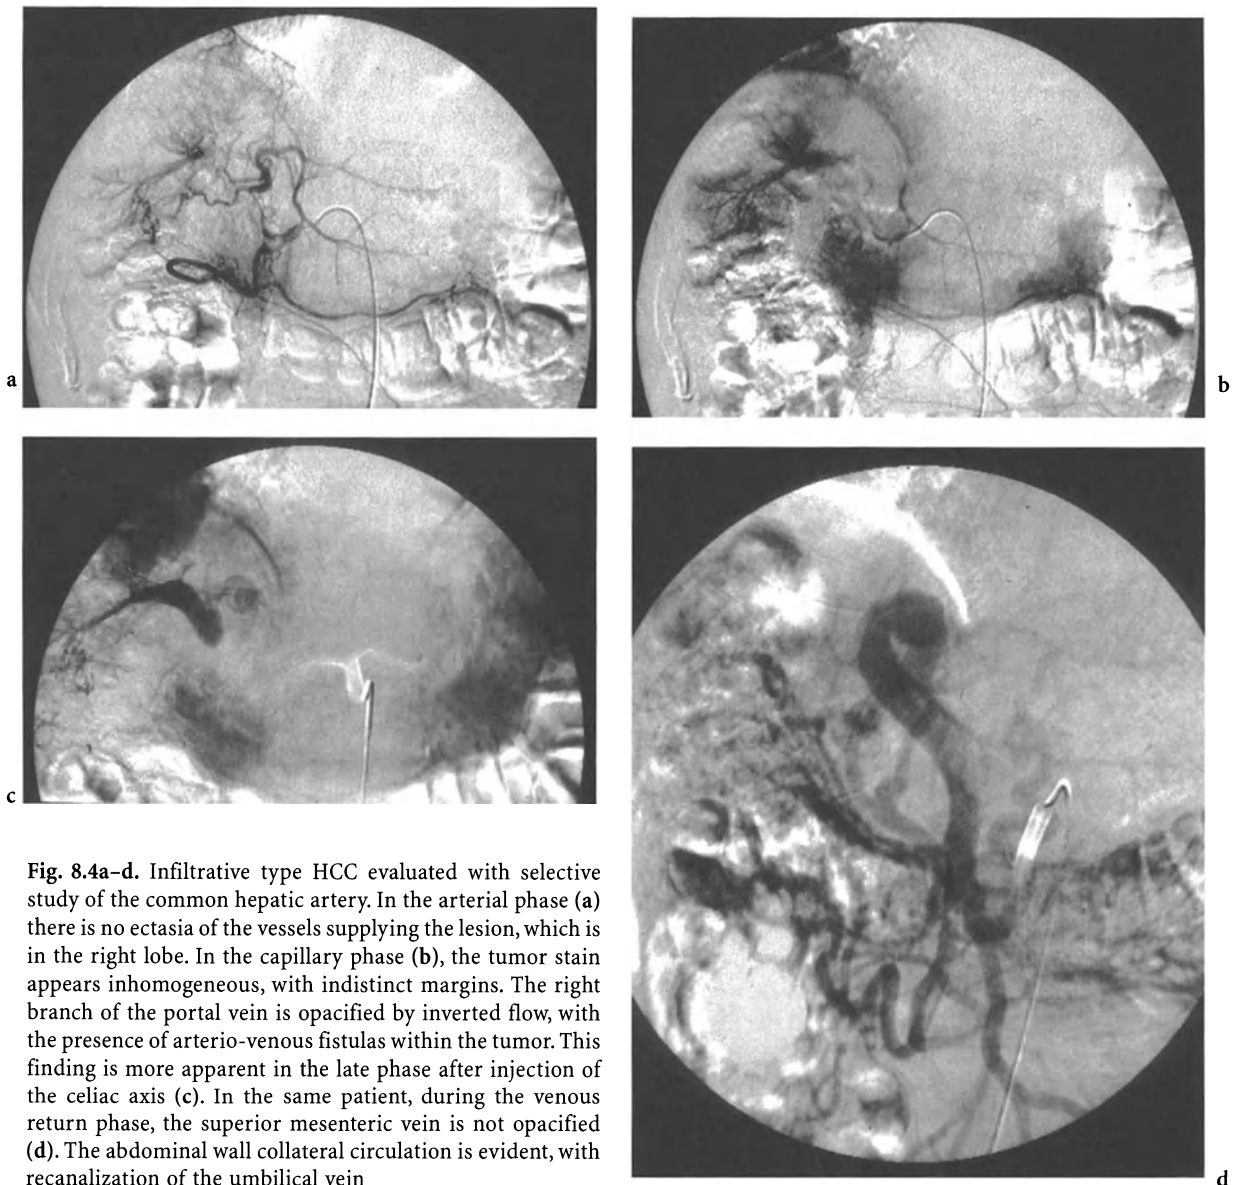 a
b
c
d
Fig. 8.4a–d. Infiltrative type HCC evaluated with selective
study of the common hepatic artery. In the arterial phase (a)
there is no ectasia of the vessels supplying the lesion, which is
in the right lobe. In the capillary phase (b), the tumor stain
appears inhomogeneous, with indistinct margins. The right
branch of the portal vein is opacified by inverted flow, with
the presence of arterio-venous fistulas within the tumor. This
finding is more apparent in the late phase after injection of
the celiac axis (c). In the same patient, during the venous
return phase, the superior mesenteric vein is not opacified
(d). The abdominal wall collateral circulation is evident, with
recanalization of the umbilical vein